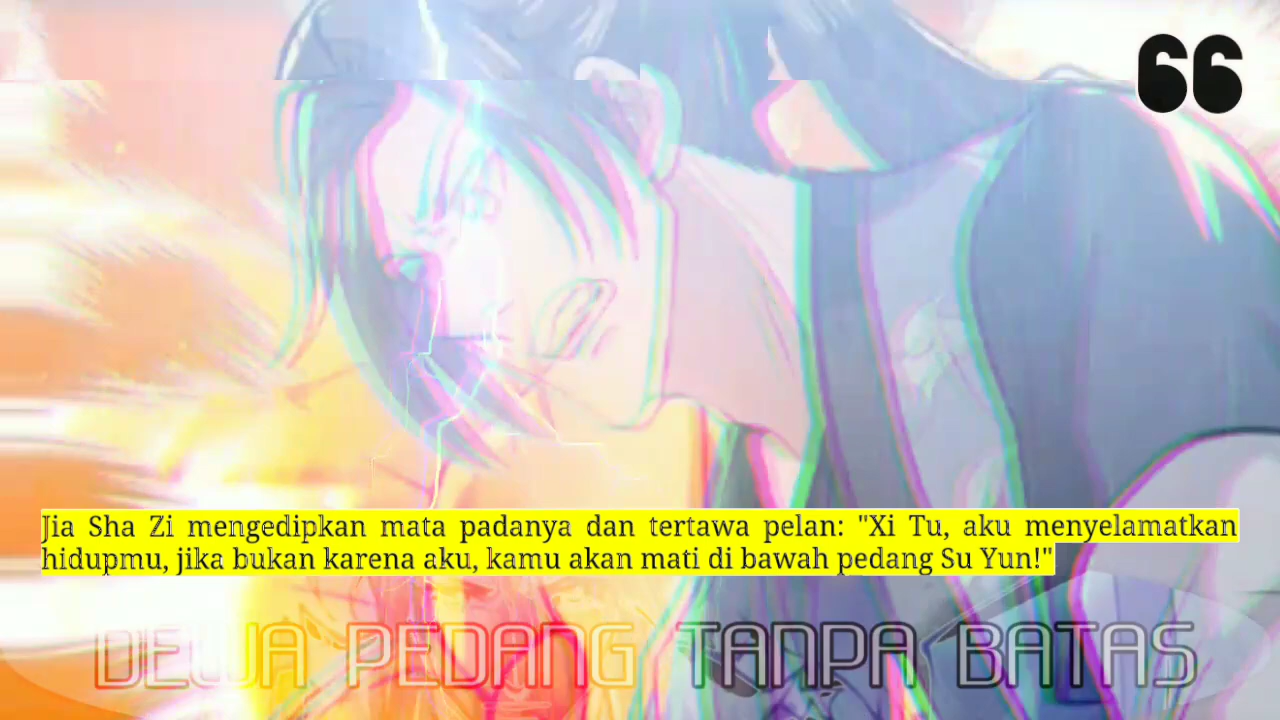 66
Jia Sha Zi mengedipkan mata padanya dan tertawa pelan: "Xi Tu, aku menyelamatkan
hidupmu, jika bukan karena aku, kamu akan mati di bawah pedang Su Yun!"
DEWA PEDANG TANPA BATAS